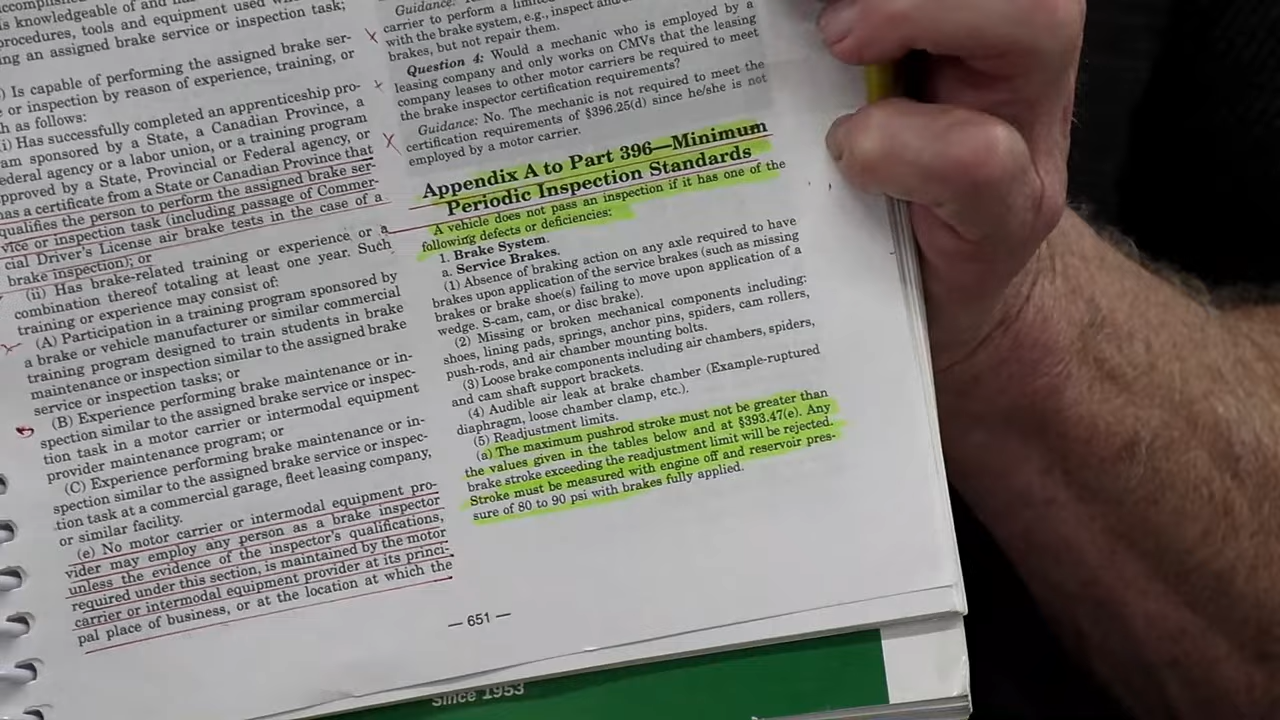 is knowledgeable of and
procedures, tools and equipment used
ing an assigned brake service or inspection task;
) Is capable of performing the assigned brake ser-
e or inspection by reason of experience, training, or
h as follows:
(i) Has successfully completed an apprenticeship pro-
am sponsored by a State, a Canadian Province, a
ederal agency or a labor union, or a training program
pproved by a State, Provincial or Federal agency, or
has a certificate from a State or Canadian Province that
qualifies the person to perform the assigned brake ser-
vice or inspection task (including passage of Commer-
cial Driver's License air brake tests in the case of a
brake inspection); or
(ii) Has brake-related training or experience or a
combination thereof totaling at least one year. Such
training or experience may consist of:
(A) Participation in a training program sponsored by
a brake or vehicle manufacturer or similar commercial
training program designed to train students in brake
maintenance or inspection similar to the assigned brake
service or inspection tasks; or
(B) Experience performing brake maintenance or in-
spection similar to the assigned brake service or inspec-
tion task in a motor carrier or intermodal equipment
provider maintenance program; or
(C) Experience performing brake maintenance or in-
spection similar to the assigned brake service or inspec-
tion task at a commercial garage, fleet leasing company,
or similar facility.
(e) No motor carrier or intermodal equipment pro-
vider may employ any person as a brake inspector
unless the evidence of the inspector's qualifications,
required under this section, is maintained by the motor
carrier or intermodal equipment provider at its princi-
pal place of business, or at the location at which the
Guidance:
carrier to perform a
with the brake system, e.g., inspect
brakes, but not repair them.
Question 4: Would a mechanic who is employed by a
leasing company and only works on CMVs that the leasing
company leases to other motor carriers be required to meet
the brake inspector certification requirements?
Guidance: No. The mechanic is not required to meet the
certification requirements of §396.25(d) since he/she is not
employed by a motor carrier.
Appendix A to Part 396—Minimum
Periodic Inspection Standards
A vehicle does not pass an inspection if it has one of the
following defects or deficiencies:
1. Brake System.
a. Service Brakes.
(1) Absence of braking action on any axle required to have
brakes upon application of the service brakes (such as missing
brakes or brake shoe(s) failing to move upon application of a
wedge, S-cam, cam, or disc brake).
(2) Missing or broken mechanical components including:
shoes, lining pads, springs, anchor pins, spiders, cam rollers,
push-rods, and air chamber mounting bolts.
(3) Loose brake components including air chambers, spiders,
and cam shaft support brackets.
(4) Audible air leak at brake chamber (Example-ruptured
diaphragm, loose chamber clamp, etc.).
(5) Readjustment limits.
(a) The maximum pushrod stroke must not be greater than
the values given in the tables below and at §393.47(e). Any
brake stroke exceeding the readjustment limit will be rejected.
Stroke must be measured with engine off and reservoir pres-
sure of 80 to 90 psi with brakes fully applied.
— 651 —
Since 1953